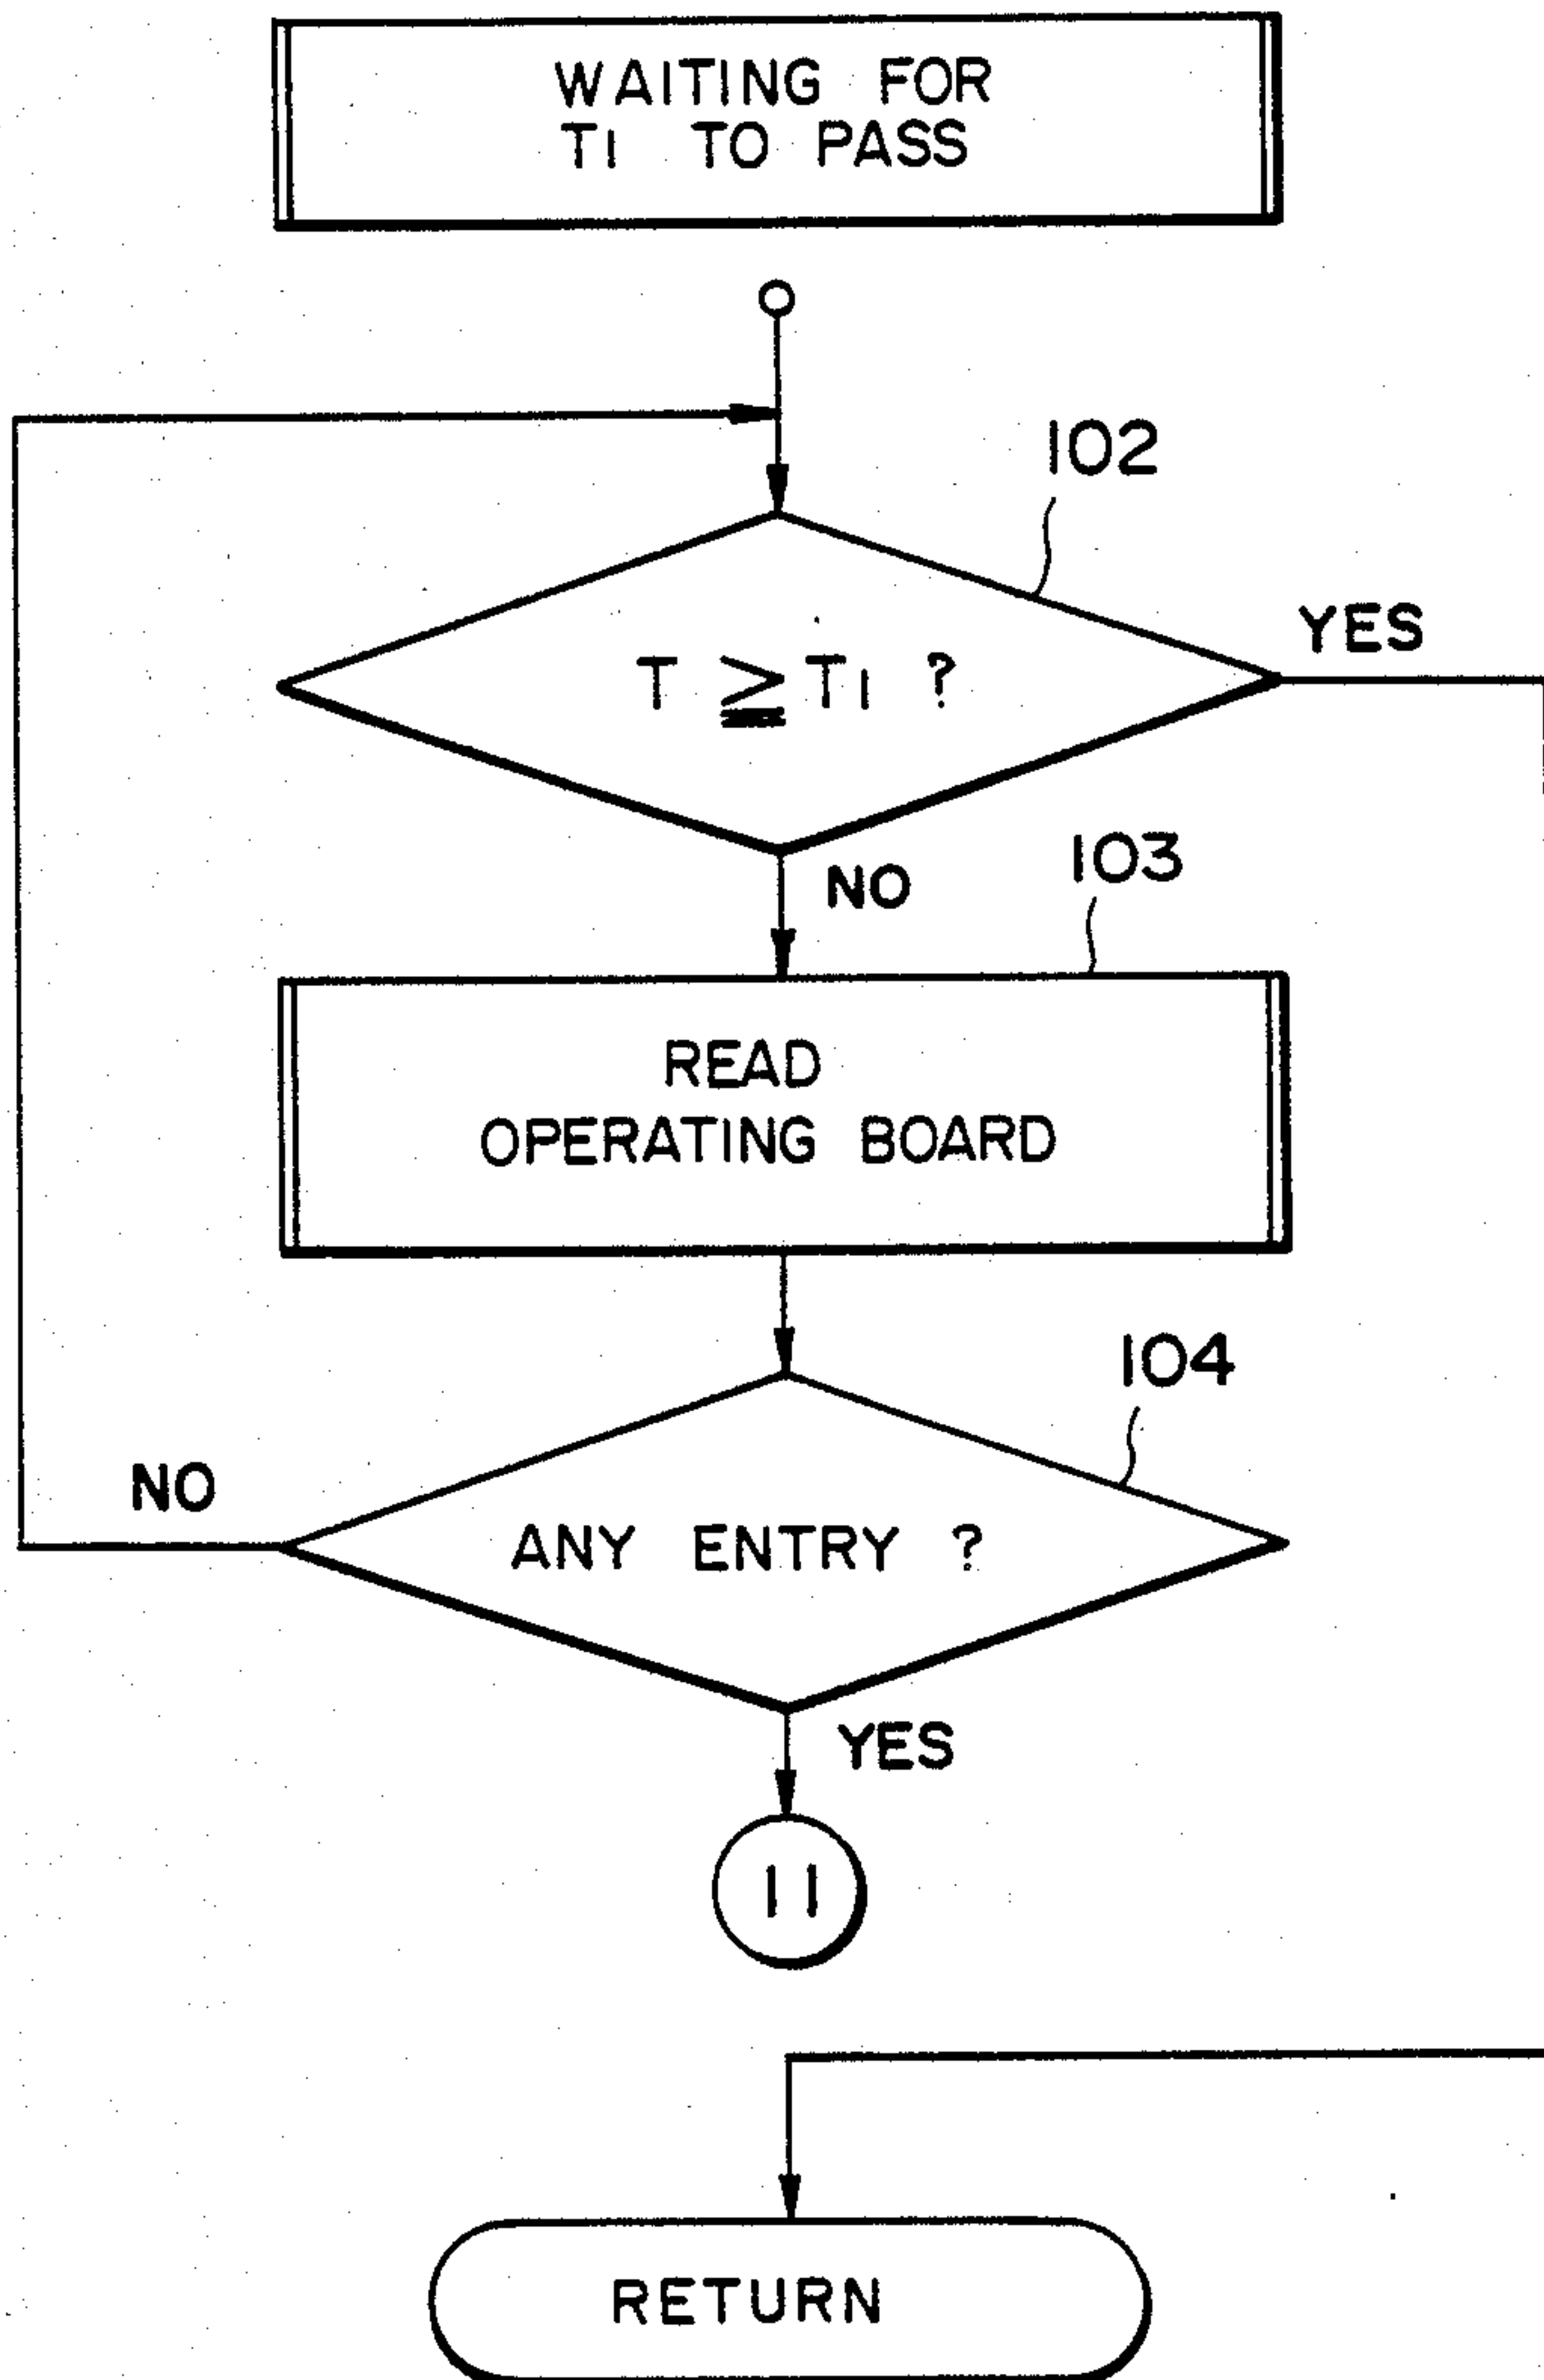 WAITING FOR
T1 TO PASS
102
T ≧ T1 ?
YES
NO
103
READ
OPERATING BOARD
104
ANY ENTRY ?
NO
YES
11
RETURN